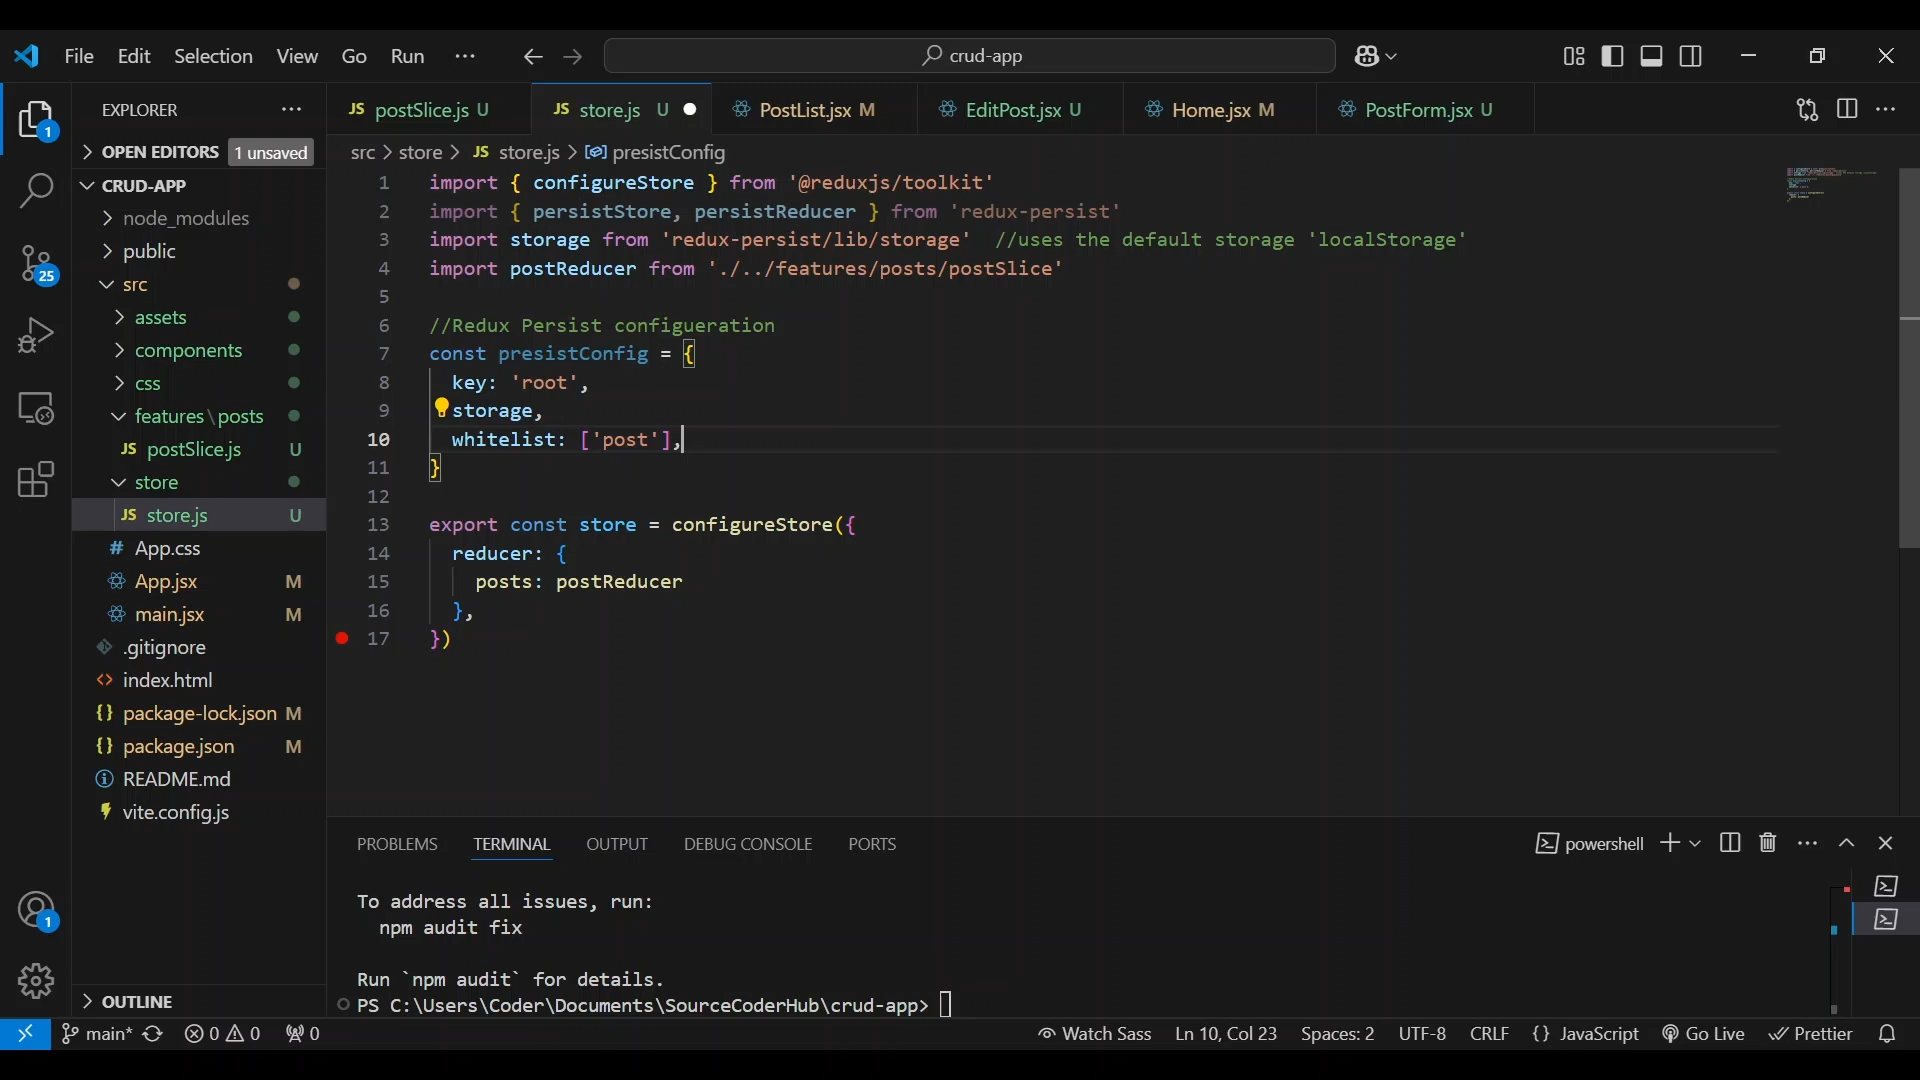 File Edit Selection View Go Run ··· crud-app
EXPLORER ···
OPEN EDITORS 1 unsaved
CRUD-APP
node_modules
public
src
assets
components
css
features\posts
JS postSlice.js U
store
JS store.js U
# App.css
App.jsx M
main.jsx M
.gitignore
<> index.html
{} package-lock.json M
{} package.json M
README.md
vite.config.js
OUTLINE
1
25
1
JS postSlice.js U JS store.js U PostList.jsx M EditPost.jsx U Home.jsx M PostForm.jsx U ···
src > store > JS store.js > presistConfig
1 import { configureStore } from '@reduxjs/toolkit'
2 import { persistStore, persistReducer } from 'redux-persist'
3 import storage from 'redux-persist/lib/storage' //uses the default storage 'localStorage'
4 import postReducer from './../features/posts/postSlice'
5
6 //Redux Persist configueration
7 const presistConfig = {
8 key: 'root',
9 storage,
10 whitelist: ['post'],
11 }
12
13 export const store = configureStore({
14 reducer: {
15 posts: postReducer
16 },
17 })
PROBLEMS TERMINAL OUTPUT DEBUG CONSOLE PORTS powershell ···
To address all issues, run:
npm audit fix
Run `npm audit` for details.
PS C:\Users\Coder\Documents\SourceCoderHub\crud-app>
main* 0 0 0 Watch Sass Ln 10, Col 23 Spaces: 2 UTF-8 CRLF {} JavaScript Go Live Prettier